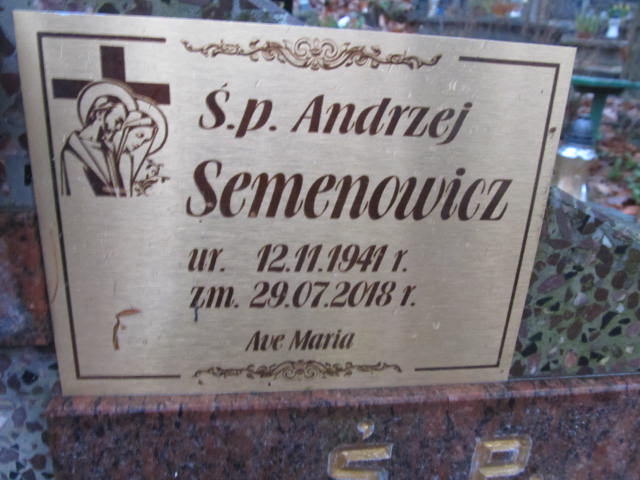 Ś.p. Andrzej
Semenowicz
ur. 12.11.1941 r.
zm. 29.07.2018 r.
Ave Maria